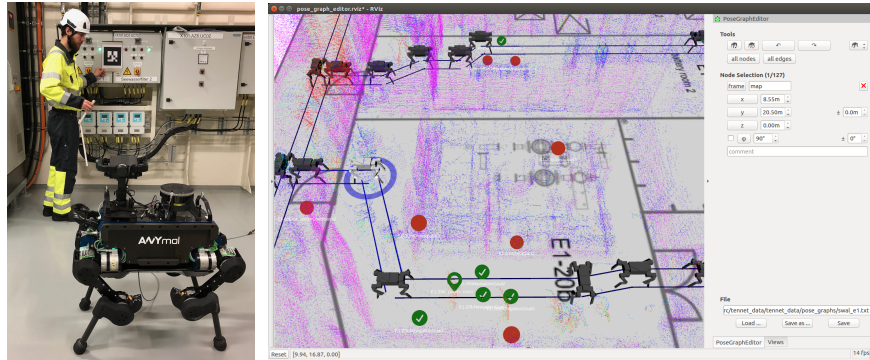 ANYmal
pose_graph_editor.rviz* - RViz
E1-20b
Reset
[9.94, 16.87, 0.00]
PoseGraphEditor
Tools
all nodes
all edges
Node Selection (1/127)
frame
map
x
8.55m
y
20.50m
± 0.0m
z
0.00m
φ
90°
± 0°
comment
File
rc/tennet_data/tennet_data/pose_graphs/swal_e1.txt
Load ...
Save as ...
Save
PoseGraphEditor
Views
14 fps